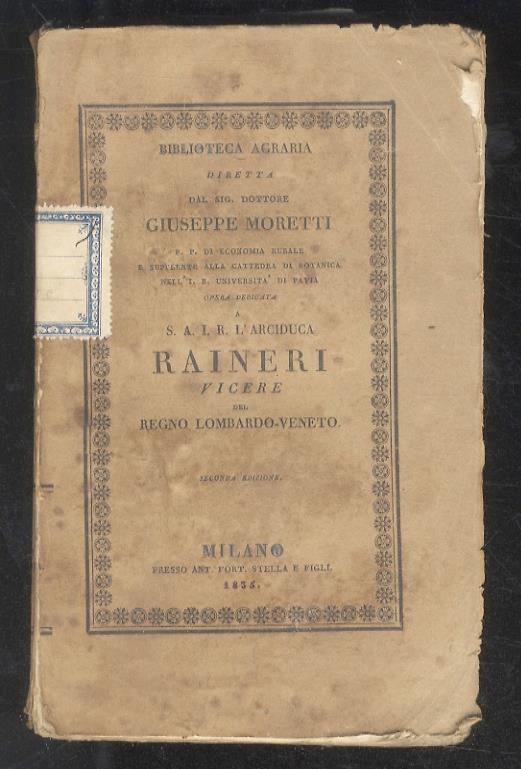 BIBLIOTECA AGRARIA
DIRETTA
DAL SIG. DOTTORE
GIUSEPPE MORETTI
P. P. DI ECONOMIA RURALE
E SUPPLENTE ALLA CATTEDRA DI BOTANICA
NELL' I. R. UNIVERSITA' DI PAVIA
OPERA DEDICATA
A
S. A. I. R. L'ARCIDUCA
RAINERI
VICERE
DEL
REGNO LOMBARDO-VENETO.
SECONDA EDIZIONE.
MILANO
PRESSO ANT. FORT. STELLA E FIGLI.
1835.